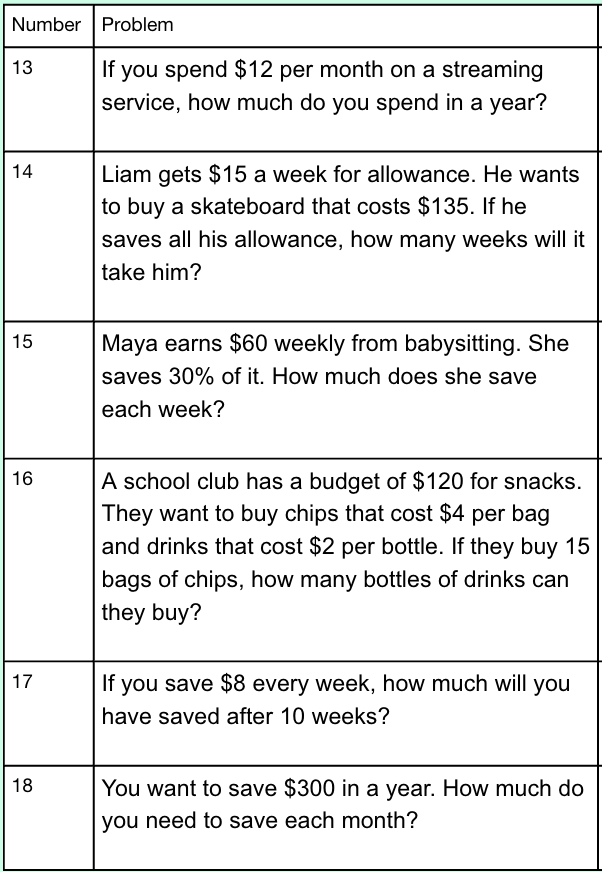 Number Problem
13 If you spend $12 per month on a streaming
service, how much do you spend in a year?
14 Liam gets $15 a week for allowance. He wants
to buy a skateboard that costs $135. If he
saves all his allowance, how many weeks will it
take him?
15 Maya earns $60 weekly from babysitting. She
saves 30% of it. How much does she save
each week?
16 A school club has a budget of $120 for snacks.
They want to buy chips that cost $4 per bag
and drinks that cost $2 per bottle. If they buy 15
bags of chips, how many bottles of drinks can
they buy?
17 If you save $8 every week, how much will you
have saved after 10 weeks?
18 You want to save $300 in a year. How much do
you need to save each month?